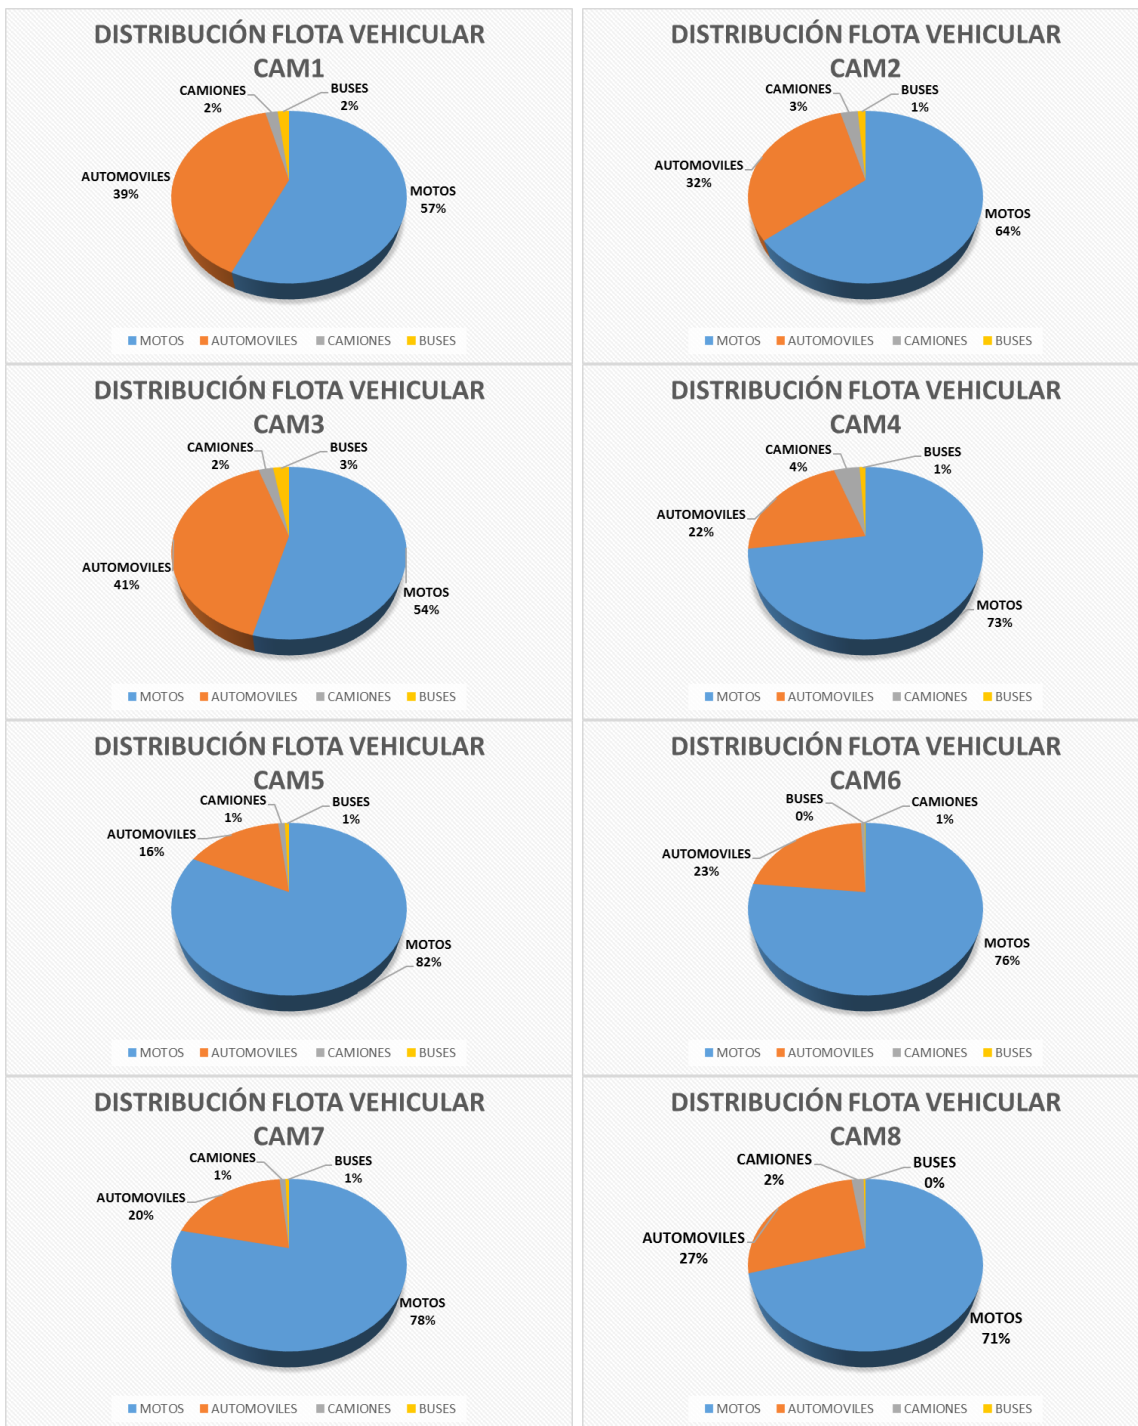 DISTRIBUCIÓN FLOTA VEHICULAR
CAM1
CAMIONES
2%
BUSES
2%
AUTOMOVILES
39%
MOTOS
57%
MOTOS AUTOMOVILES CAMIONES BUSES
DISTRIBUCIÓN FLOTA VEHICULAR
CAM2
CAMIONES
3%
BUSES
1%
AUTOMOVILES
32%
MOTOS
64%
MOTOS AUTOMOVILES CAMIONES BUSES
DISTRIBUCIÓN FLOTA VEHICULAR
CAM3
CAMIONES
2%
BUSES
3%
AUTOMOVILES
41%
MOTOS
54%
MOTOS AUTOMOVILES CAMIONES BUSES
DISTRIBUCIÓN FLOTA VEHICULAR
CAM4
CAMIONES
4%
BUSES
1%
AUTOMOVILES
22%
MOTOS
73%
MOTOS AUTOMOVILES CAMIONES BUSES
DISTRIBUCIÓN FLOTA VEHICULAR
CAM5
CAMIONES
1%
BUSES
1%
AUTOMOVILES
16%
MOTOS
82%
MOTOS AUTOMOVILES CAMIONES BUSES
DISTRIBUCIÓN FLOTA VEHICULAR
CAM6
BUSES
0%
CAMIONES
1%
AUTOMOVILES
23%
MOTOS
76%
MOTOS AUTOMOVILES CAMIONES BUSES
DISTRIBUCIÓN FLOTA VEHICULAR
CAM7
CAMIONES
1%
BUSES
1%
AUTOMOVILES
20%
MOTOS
78%
MOTOS AUTOMOVILES CAMIONES BUSES
DISTRIBUCIÓN FLOTA VEHICULAR
CAM8
CAMIONES
2%
BUSES
0%
AUTOMOVILES
27%
MOTOS
71%
MOTOS AUTOMOVILES CAMIONES BUSES